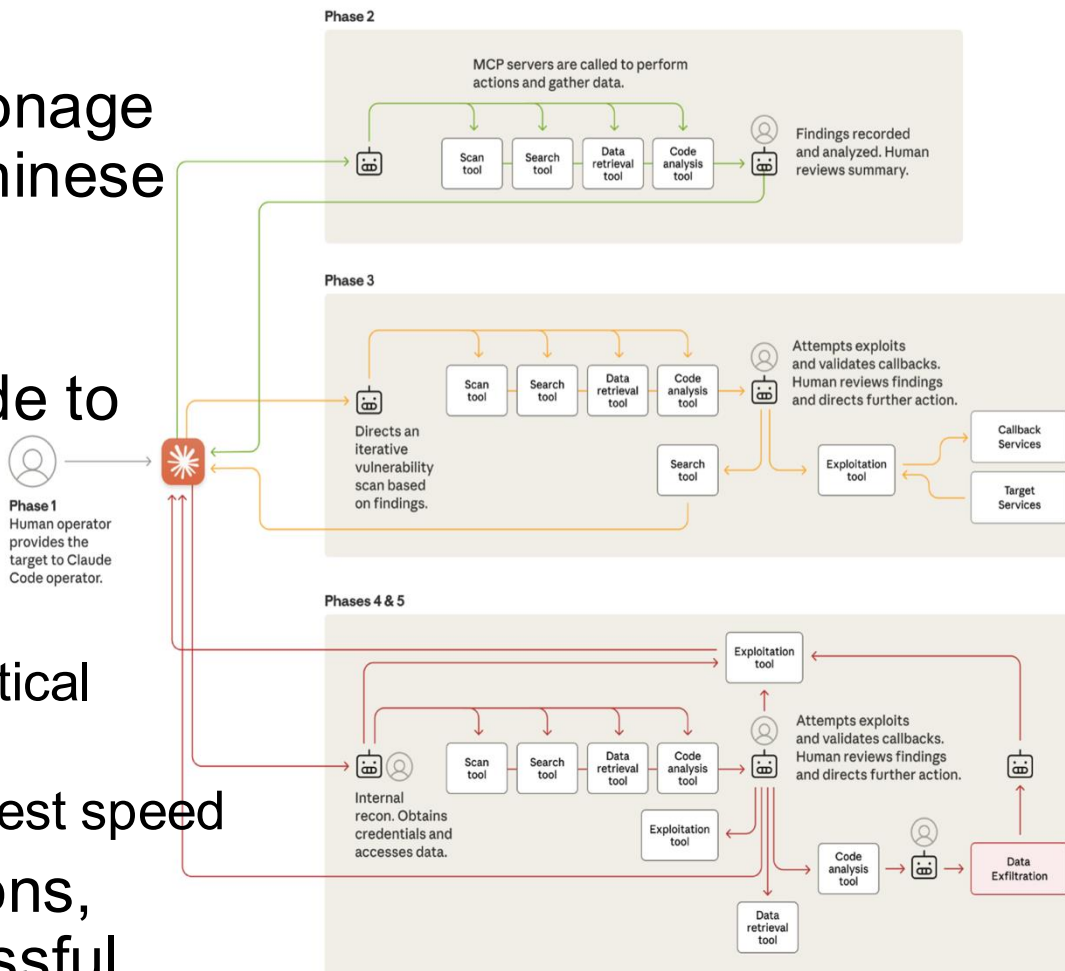 onage
hinese
de to
tical
est speed
ons,
ssful
Phase 1
Human operator
provides the
target to Claude
Code operator.
Phase 2
MCP servers are called to perform
actions and gather data.
Scan
tool
Search
tool
Data
retrieval
tool
Code
analysis
tool
Findings recorded
and analyzed. Human
reviews summary.
Phase 3
Directs an
iterative
vulnerability
scan based
on findings.
Scan
tool
Search
tool
Data
retrieval
tool
Code
analysis
tool
Attempts exploits
and validates callbacks.
Human reviews findings
and directs further action.
Search
tool
Exploitation
tool
Callback
Services
Target
Services
Phases 4 & 5
Exploitation
tool
Internal
recon. Obtains
credentials and
accesses data.
Scan
tool
Search
tool
Data
retrieval
tool
Code
analysis
tool
Attempts exploits
and validates callbacks.
Human reviews findings
and directs further action.
Exploitation
tool
Code
analysis
tool
Data
Exfiltration
Data
retrieval
tool